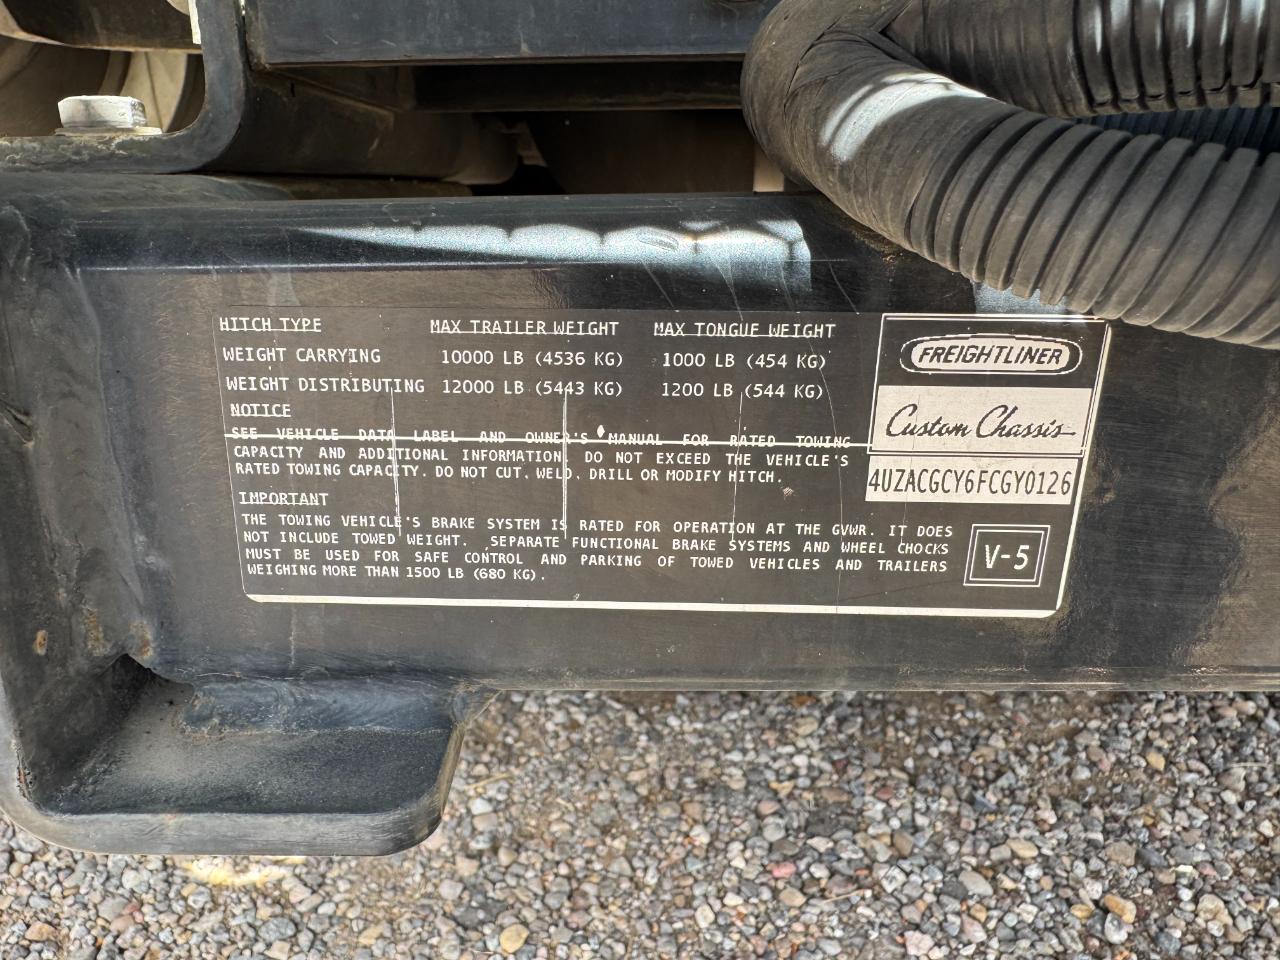 HITCH TYPE MAX TRAILER WEIGHT MAX TONGUE WEIGHT
WEIGHT CARRYING 10000 LB (4536 KG) 1000 LB (454 KG)
WEIGHT DISTRIBUTING 12000 LB (5443 KG) 1200 LB (544 KG)
NOTICE
SEE VEHICLE DATA LABEL AND OWNER'S MANUAL FOR RATED TOWING
CAPACITY AND ADDITIONAL INFORMATION. DO NOT EXCEED THE VEHICLE'S
RATED TOWING CAPACITY. DO NOT CUT, WELD, DRILL OR MODIFY HITCH.
IMPORTANT
THE TOWING VEHICLE'S BRAKE SYSTEM IS RATED FOR OPERATION AT THE GVWR. IT DOES
NOT INCLUDE TOWED WEIGHT. SEPARATE FUNCTIONAL BRAKE SYSTEMS AND WHEEL CHOCKS
MUST BE USED FOR SAFE CONTROL AND PARKING OF TOWED VEHICLES AND TRAILERS
WEIGHING MORE THAN 1500 LB (680 KG).
FREIGHTLINER
Custom Chassis
4UZACGCY6FCGY0126
V-5